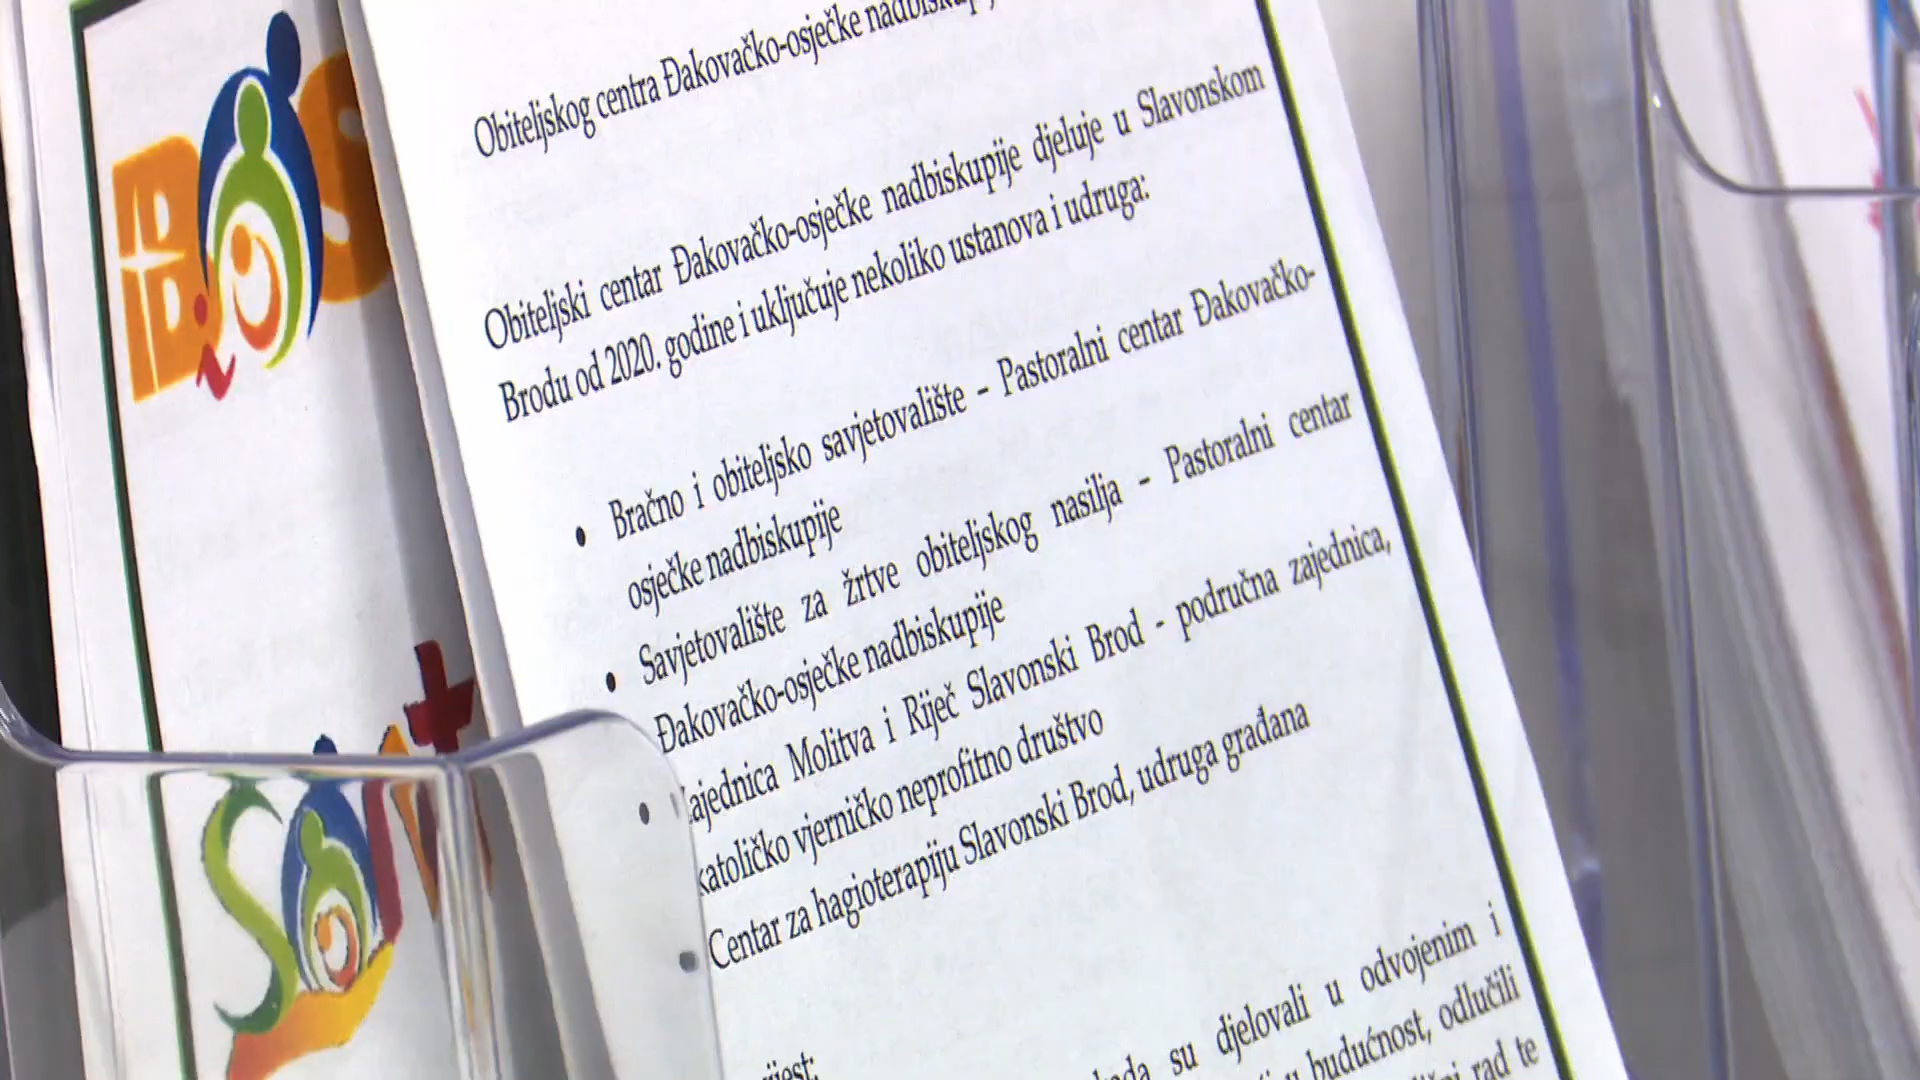 Obiteljskog centra Đakovačko-osječke
Obiteljski centar Đakovačko-osječke nadbiskupije djeluje u Slavonskom
Brodu od 2020. godine i uključuje nekoliko ustanova i udruga:
• Bračno i obiteljsko savjetovalište – Pastoralni centar Đakovačko-
osječke nadbiskupije
• Savjetovalište za žrtve obiteljskog nasilja – Pastoralni centar
Đakovačko-osječke nadbiskupije
• Zajednica Molitva i Riječ Slavonski Brod - područna zajednica,
katoličko vjerničko neprofitno društvo
• Centar za hagioterapiju Slavonski Brod, udruga građana
su djelovali u odvojenim i
budućnost, odlučili
rad te